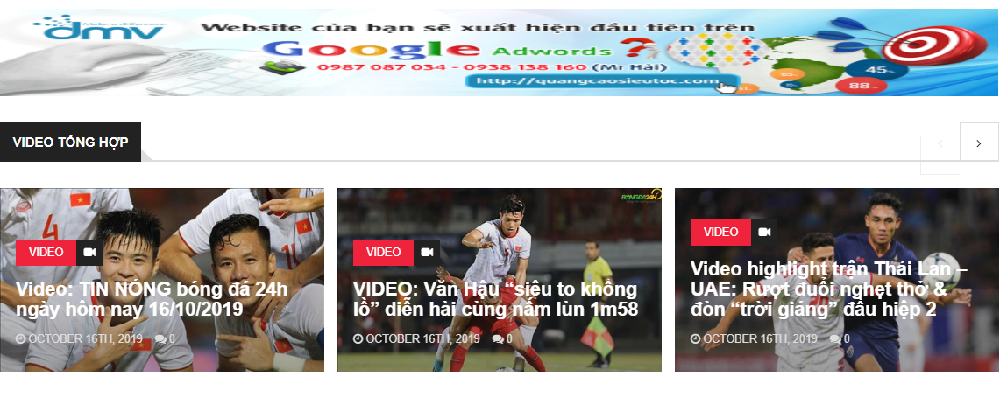 Make a difference
dmv
Website của bạn sẽ xuất hiện đầu tiên trên
Google Adwords ?
0987 087 034 - 0938 138 160 (Mr Hải)
http://quangcaosieutoc.com
45
88
VIDEO TỔNG HỢP
VIDEO
Video: TIN NÓNG bóng đá 24h
ngày hôm nay 16/10/2019
OCTOBER 16TH, 2019 0
BONGDA24H
VIDEO
VIDEO: Văn Hậu “siêu to khổng
lồ” diễn hài cùng nấm lùn 1m58
OCTOBER 16TH, 2019 0
VIDEO
Video highlight trận Thái Lan –
UAE: Rượt đuổi nghẹt thở &
đòn “trời giáng” đầu hiệp 2
OCTOBER 16TH, 2019 0